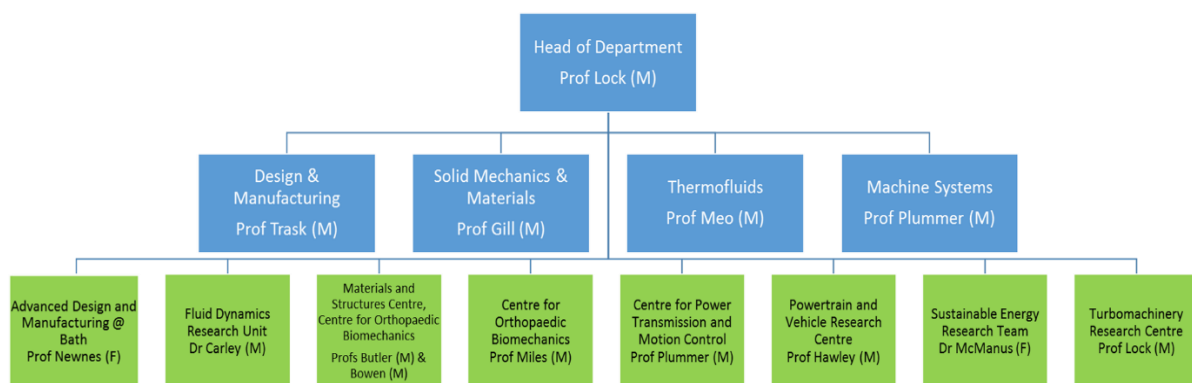 Head of Department
Prof Lock (M)
Design &
Manufacturing
Prof Trask (M)
Solid Mechanics &
Materials
Prof Gill (M)
Thermofluids
Prof Meo (M)
Machine Systems
Prof Plummer (M)
Advanced Design and
Manufacturing @
Bath
Prof Newnes (F)
Fluid Dynamics
Research Unit
Dr Carley (M)
Materials and
Structures Centre,
Centre for Orthopaedic
Biomechanics
Profs Butler (M) &
Bowen (M)
Centre for
Orthopaedic
Biomechanics
Prof Miles (M)
Centre for Power
Transmission and
Motion Control
Prof Plummer (M)
Powertrain and
Vehicle Research
Centre
Prof Hawley (M)
Sustainable Energy
Research Team
Dr McManus (F)
Turbomachinery
Research Centre
Prof Lock (M)